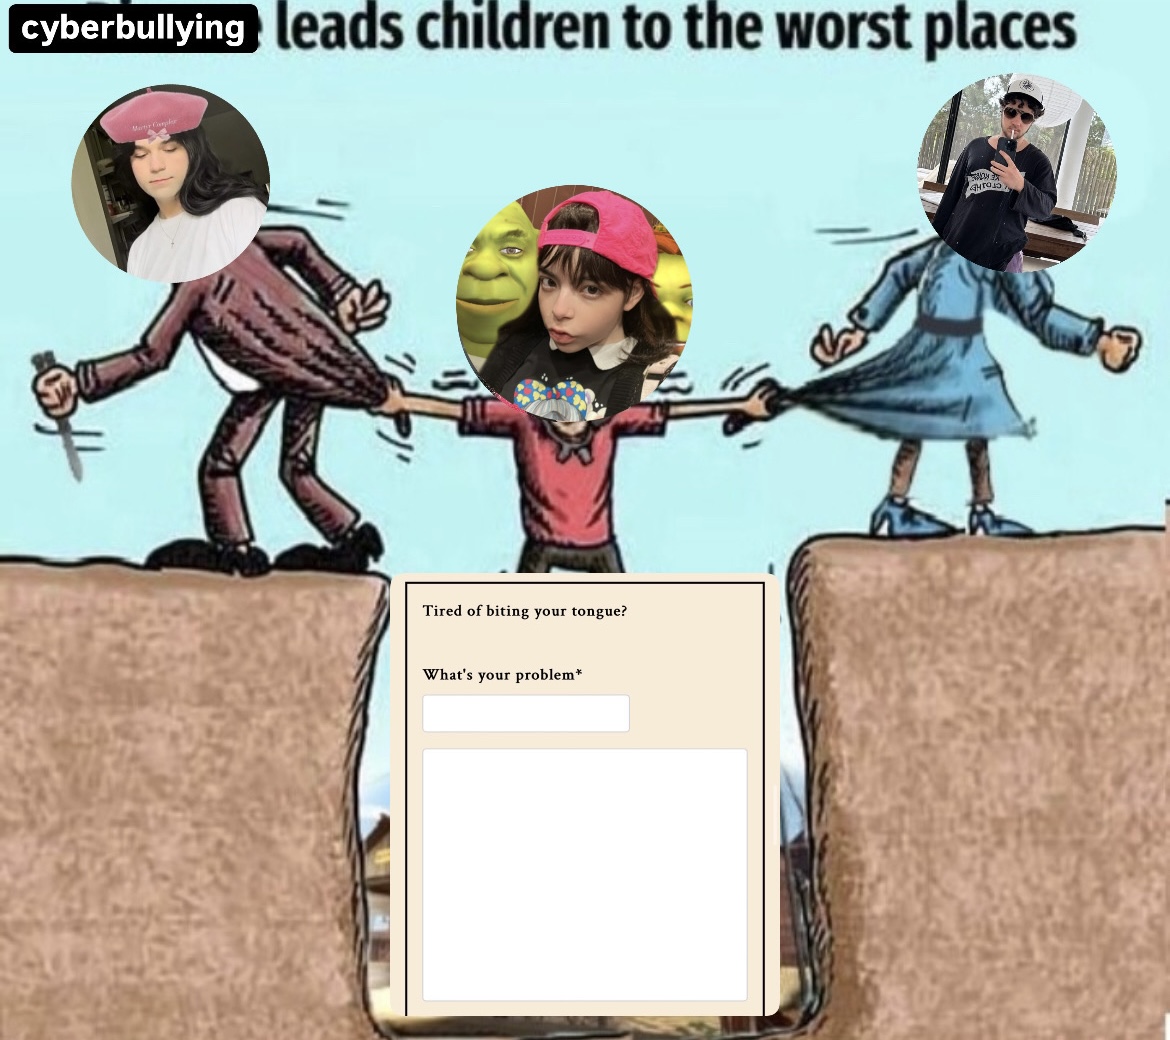 cyberbullying leads children to the worst places
Tired of biting your tongue?
What's your problem*